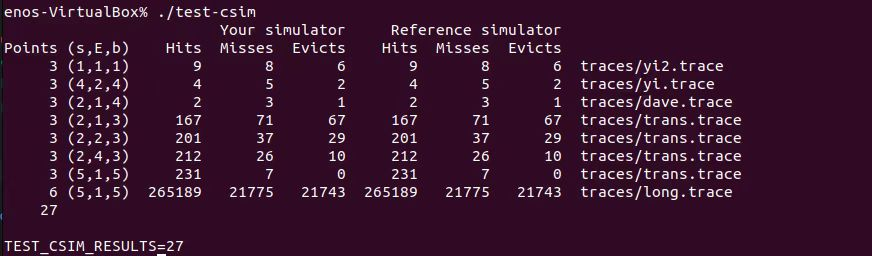 enos-VirtualBox% ./test-csim
Your simulator Reference simulator
Points (s,E,b) Hits Misses Evicts Hits Misses Evicts
3 (1,1,1) 9 8 6 9 8 6 traces/yi2.trace
3 (4,2,4) 4 5 2 4 5 2 traces/yi.trace
3 (2,1,4) 2 3 1 2 3 1 traces/dave.trace
3 (2,1,3) 167 71 67 167 71 67 traces/trans.trace
3 (2,2,3) 201 37 29 201 37 29 traces/trans.trace
3 (2,4,3) 212 26 10 212 26 10 traces/trans.trace
3 (5,1,5) 231 7 0 231 7 0 traces/trans.trace
6 (5,1,5) 265189 21775 21743 265189 21775 21743 traces/long.trace
27
TEST_CSIM_RESULTS=27